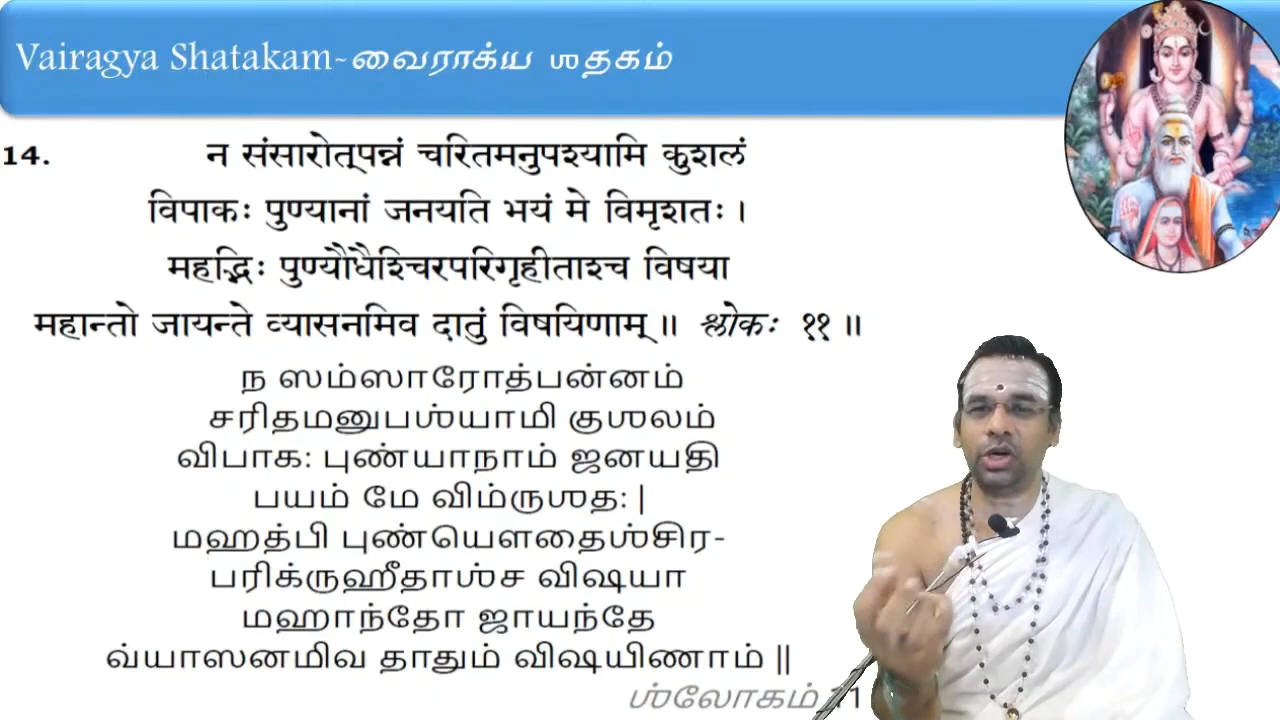 Vairagya Shatakam-வைராக்ய ஶதகம்
14. न संसारोत्पन्नं चरितमनुपश्यामि कुशलं
विपाकः पुण्यानां जनयति भयं मे विमृशतः ।
महद्भिः पुण्यौघैश्चिरपरिगृहीताश्च विषया
महान्तो जायन्ते व्यासनमिव दातुं विषयिणाम् ॥ श्लोकः ११ ॥
ந ஸம்ஸாரோத்பன்னம்
சரிதமனுபஶ்யாமி குஶலம்
விபாக: புண்யாநாம் ஜனயதி
பயம் மே விம்ருஶத: |
மஹத்பி புண்யௌதைஶ்சிர-
பரிக்ருஹீதாஶ்ச விஷயா
மஹாந்தோ ஜாயந்தே
வ்யாஸனமிவ தாதும் விஷயிணாம் ||
ஶ்லோகம் 11